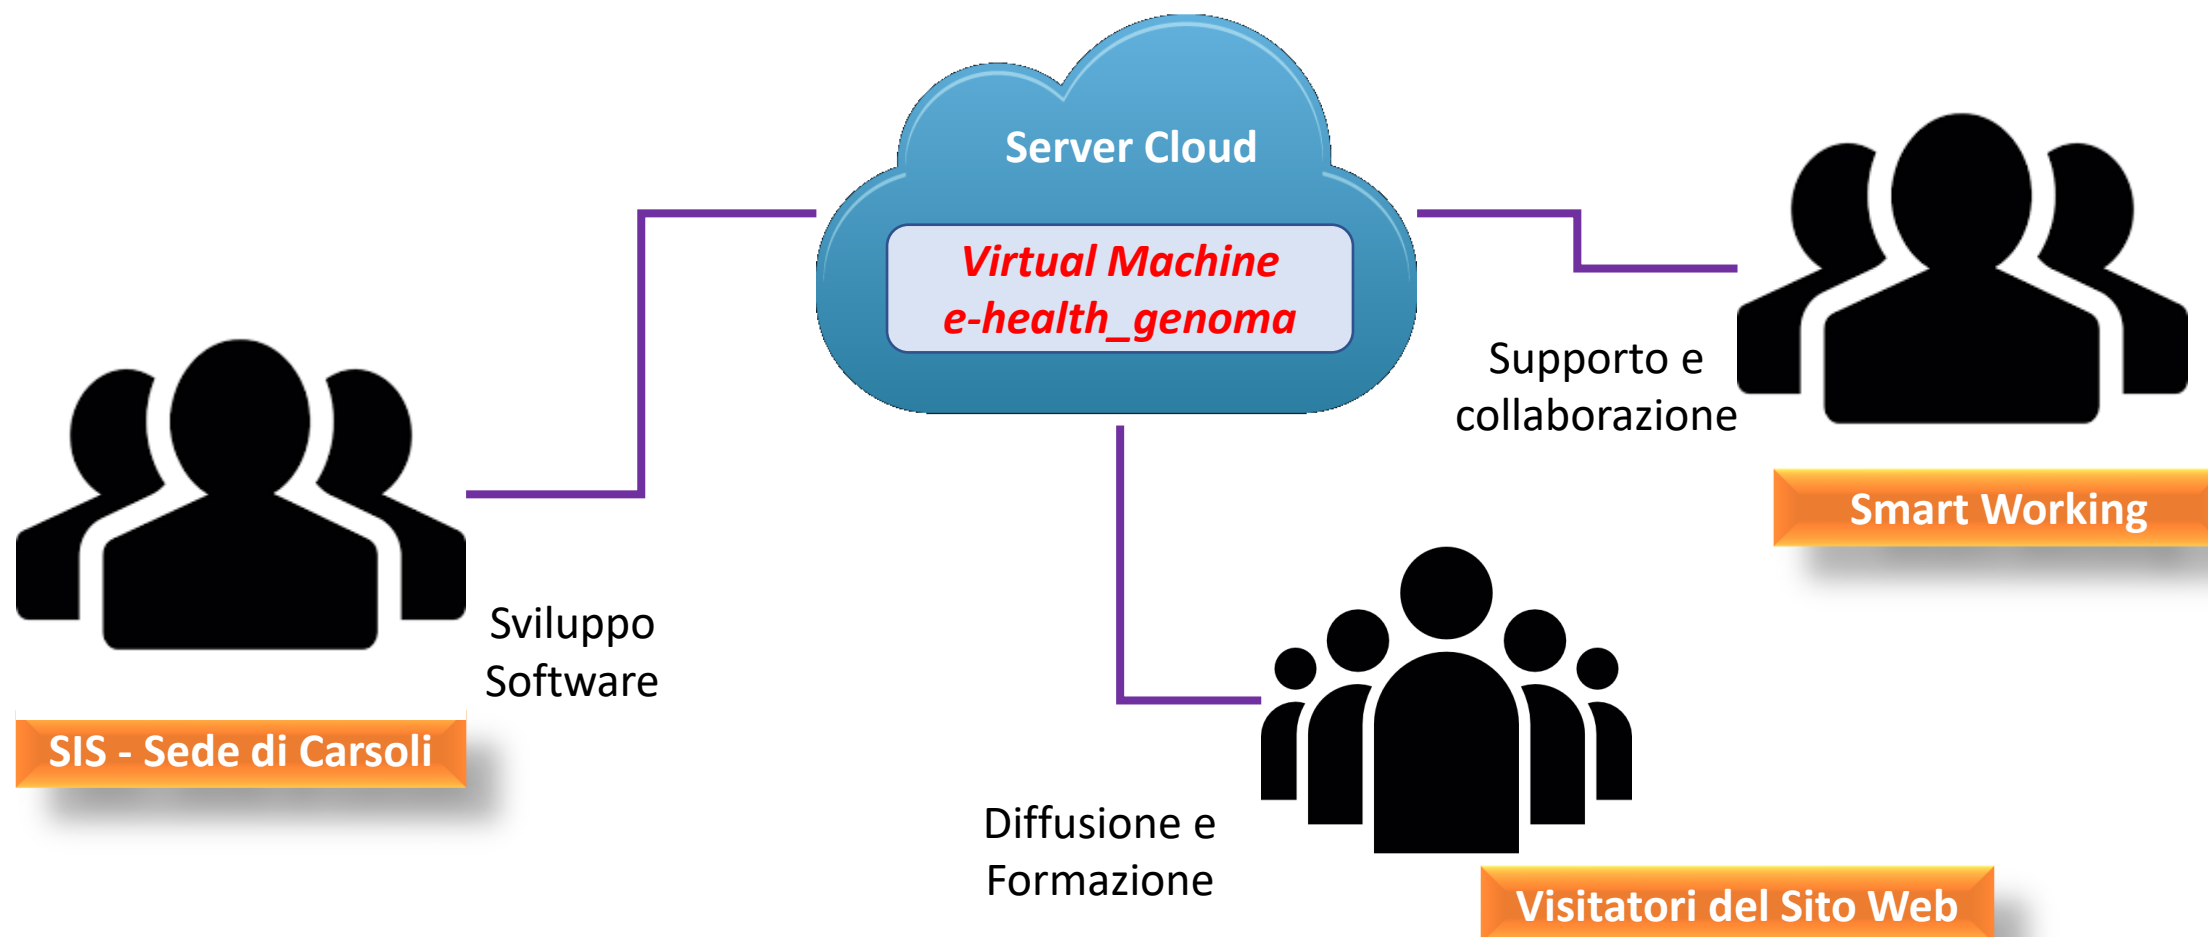 Server Cloud
Virtual Machine
e-health_genoma
Supporto e
collaborazione
Smart Working
Sviluppo
Software
SIS - Sede di Carsoli
Diffusione e
Formazione
Visitatori del Sito Web